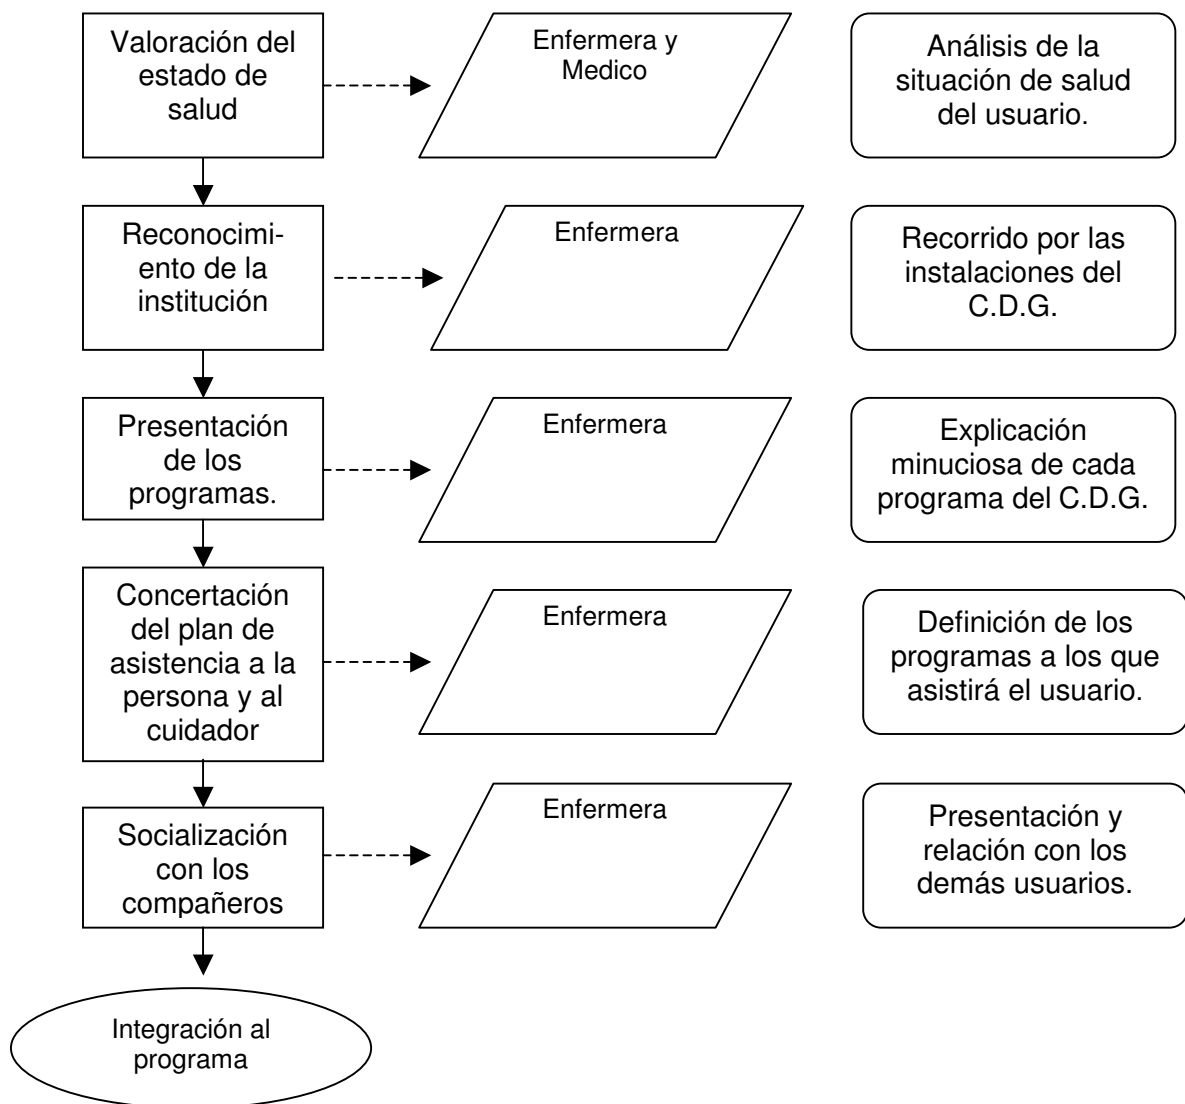 Valoración del
estado de
salud
Enfermera y
Medico
Análisis de la
situación de salud
del usuario.
Reconocimi-
ento de la
institución
Enfermera
Recorrido por las
instalaciones del
C.D.G.
Presentación
de los
programas.
Enfermera
Explicación
minuciosa de cada
programa del C.D.G.
Concertación
del plan de
asistencia a la
persona y al
cuidador
Enfermera
Definición de los
programas a los que
asistirá el usuario.
Socialización
con los
compañeros
Enfermera
Presentación y
relación con los
demás usuarios.
Integración al
programa